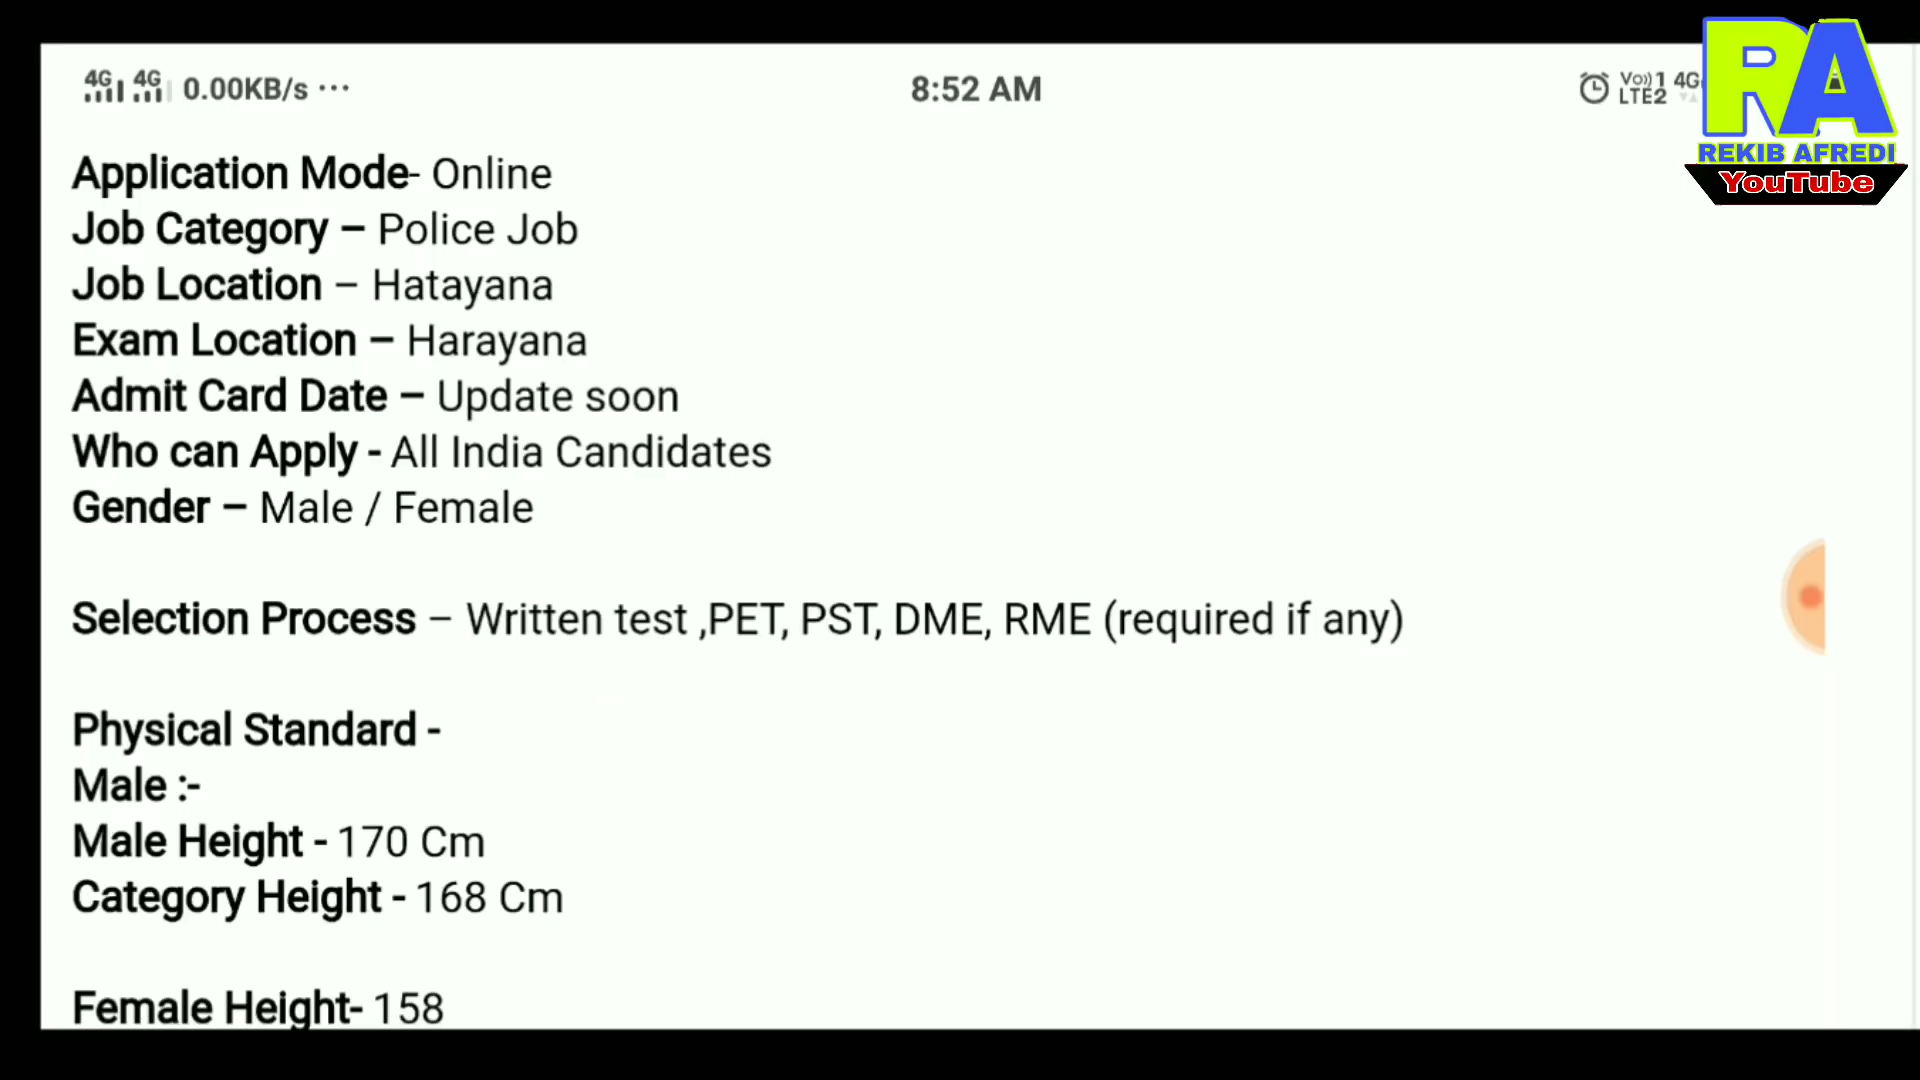 4G 4G 0.00KB/s ... 8:52 AM Vo)) 1 4G
LTE2
RA
REKIB AFREDI
YouTube
Application Mode- Online
Job Category – Police Job
Job Location – Hatayana
Exam Location – Harayana
Admit Card Date – Update soon
Who can Apply - All India Candidates
Gender – Male / Female
Selection Process – Written test ,PET, PST, DME, RME (required if any)
Physical Standard -
Male :-
Male Height - 170 Cm
Category Height - 168 Cm
Female Height- 158